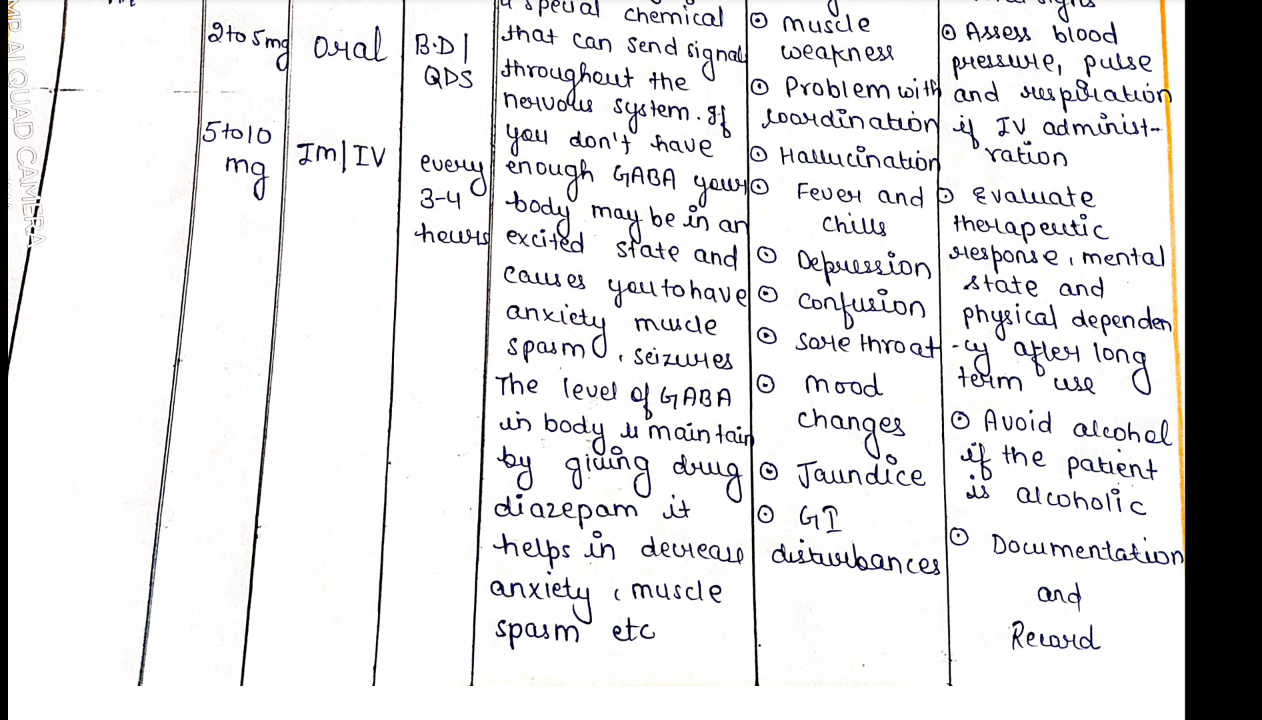 2 to 5mg
5 to 10
mg
Oral
Im/IV
B.D/
QDS
every
3-4
hours
a special chemical
that can send signal
throughout the
nervous system. If
you don't have
enough GABA your
body may be in an
excited state and
causes you to have
anxiety muscle
spasm, seizures
The level of GABA
in body is maintain
by giving drug
diazepam it
helps in decrease
anxiety, muscle
spasm etc
muscle
weakness
Problem with
coordination
Hallucination
Fever and
chills
Depression
Confusion
Sore throat
Mood
changes
Jaundice
GI
disturbances
Assess blood
pressure, pulse
and respiration
if IV administ-
ration
Evaluate
therapeutic
response, mental
state and
physical dependen
-cy after long
term use
Avoid alcohol
if the patient
is alcoholic
Documentation
and
Record
AI QUAD CAMERA